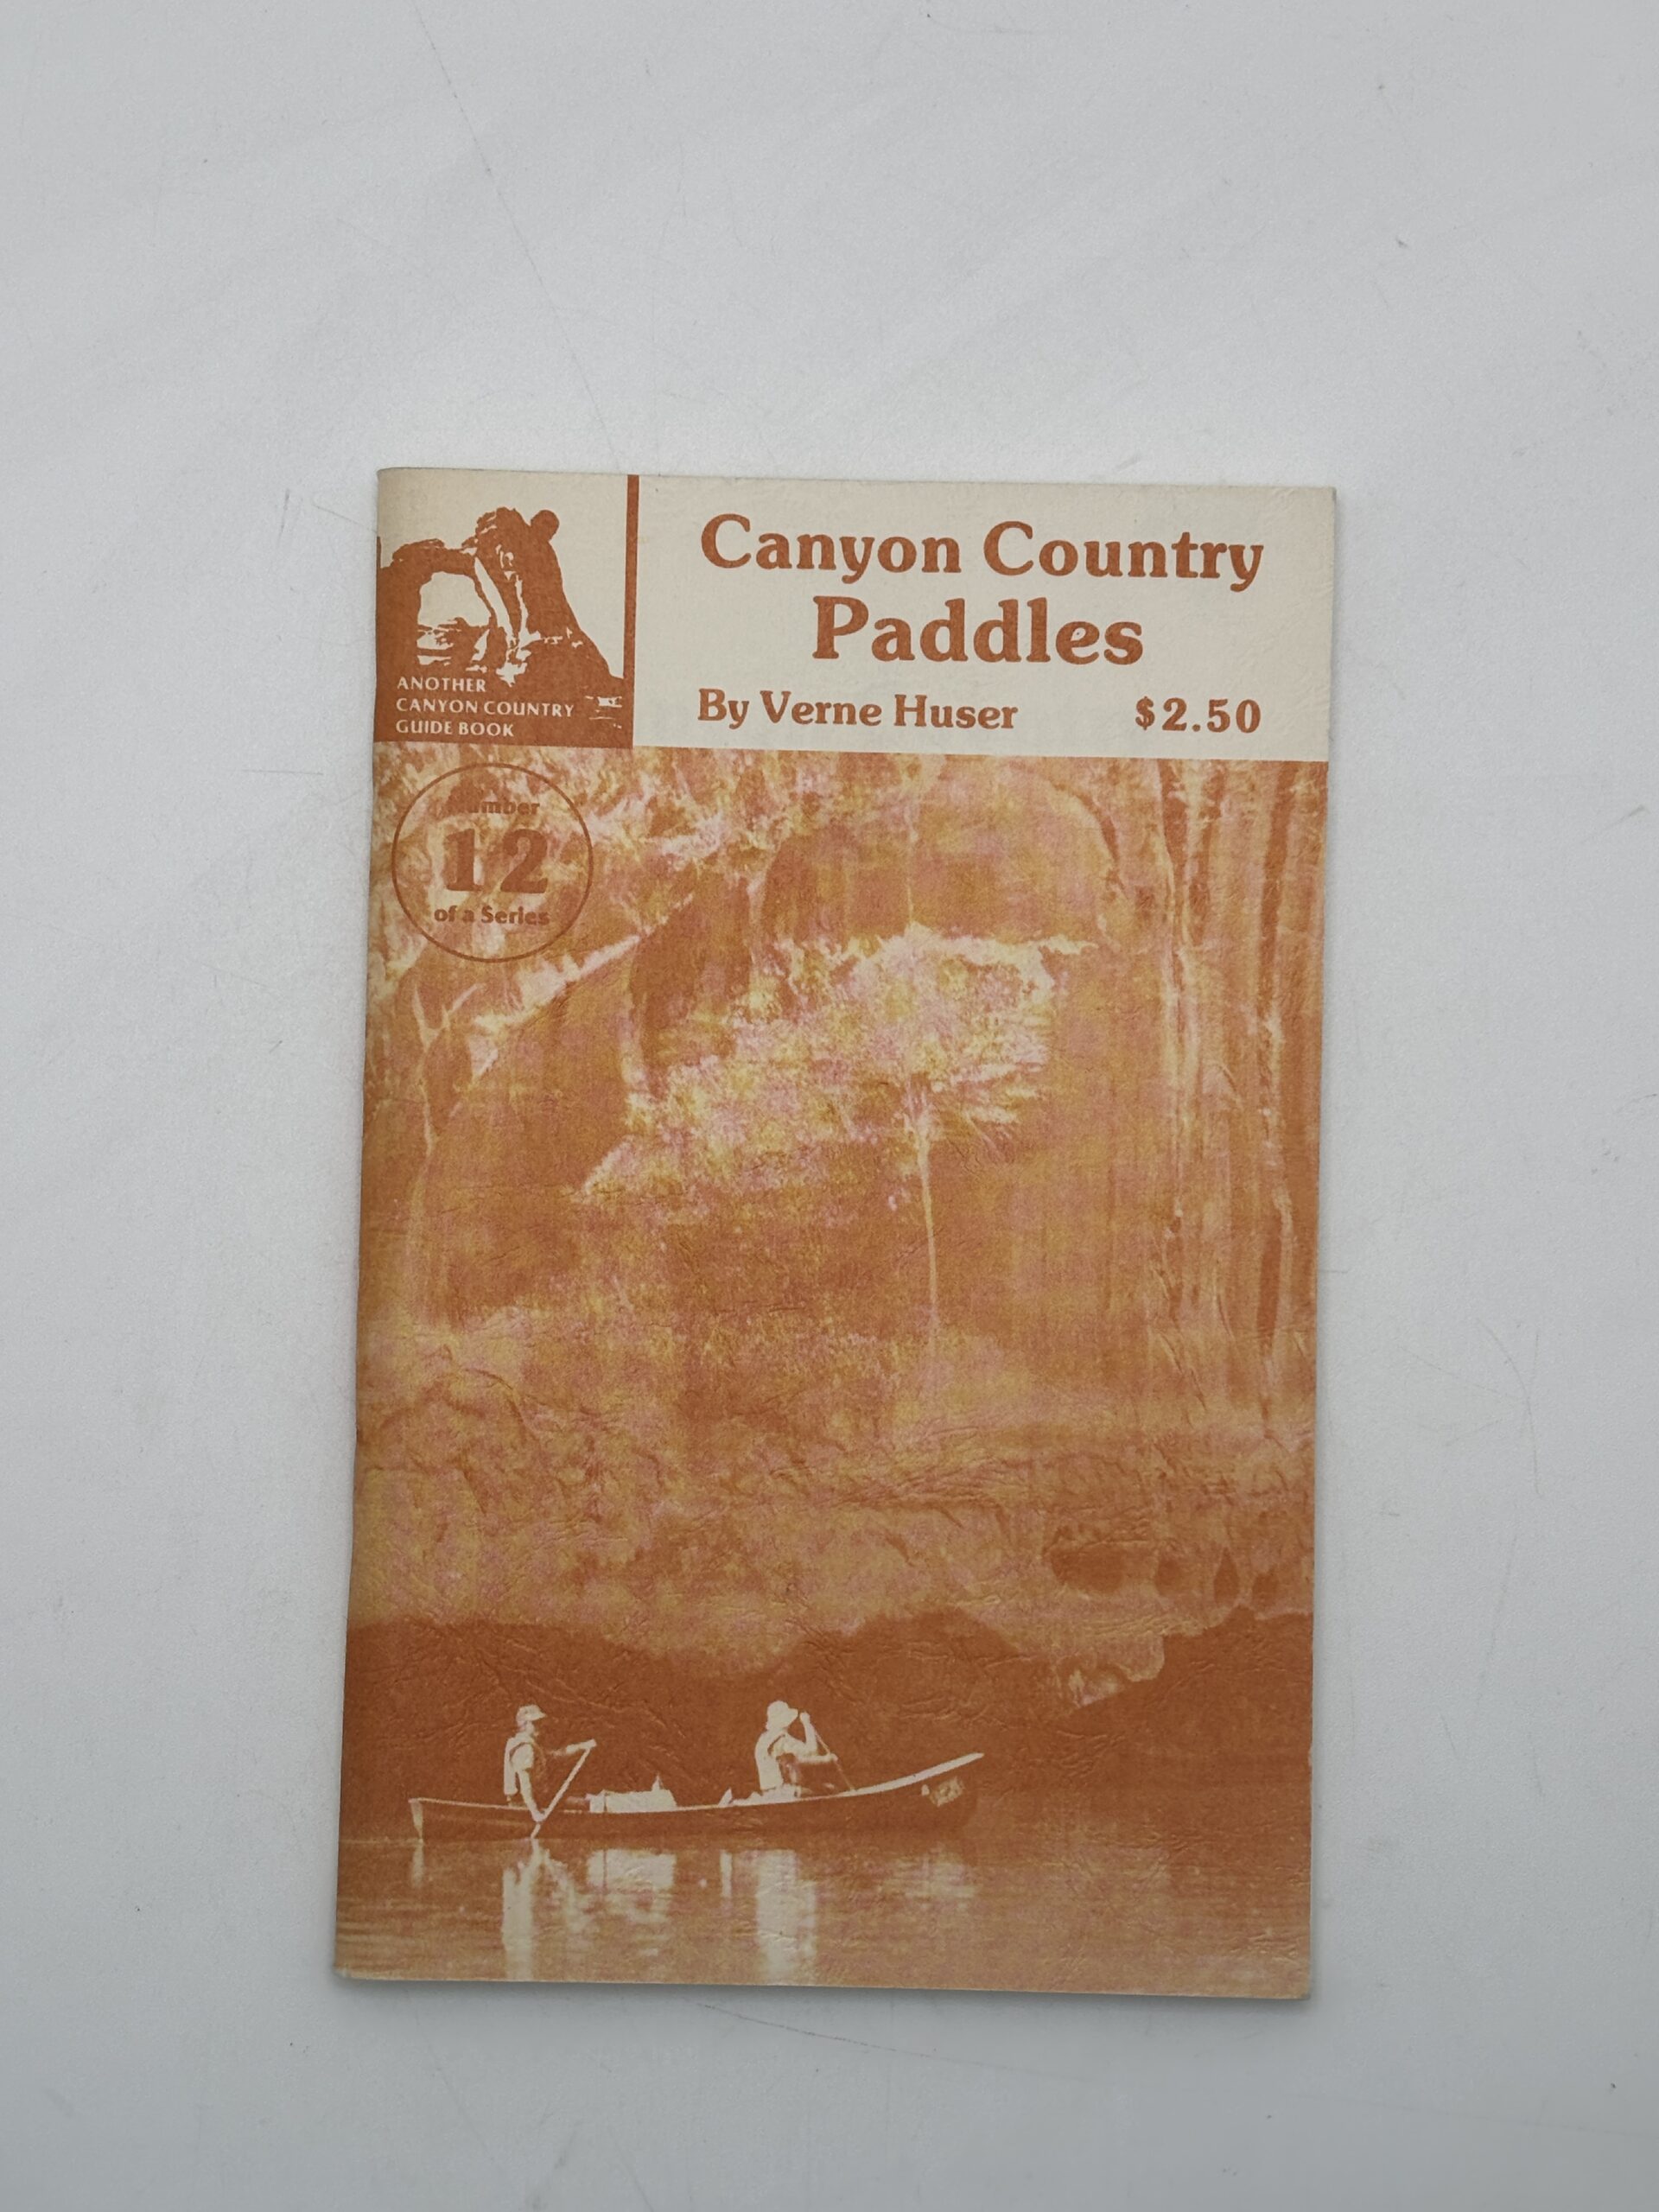 Canyon Country
Paddles
By Verne Huser $2.50
ANOTHER
CANYON COUNTRY
GUIDE BOOK
Number
12
of a Series